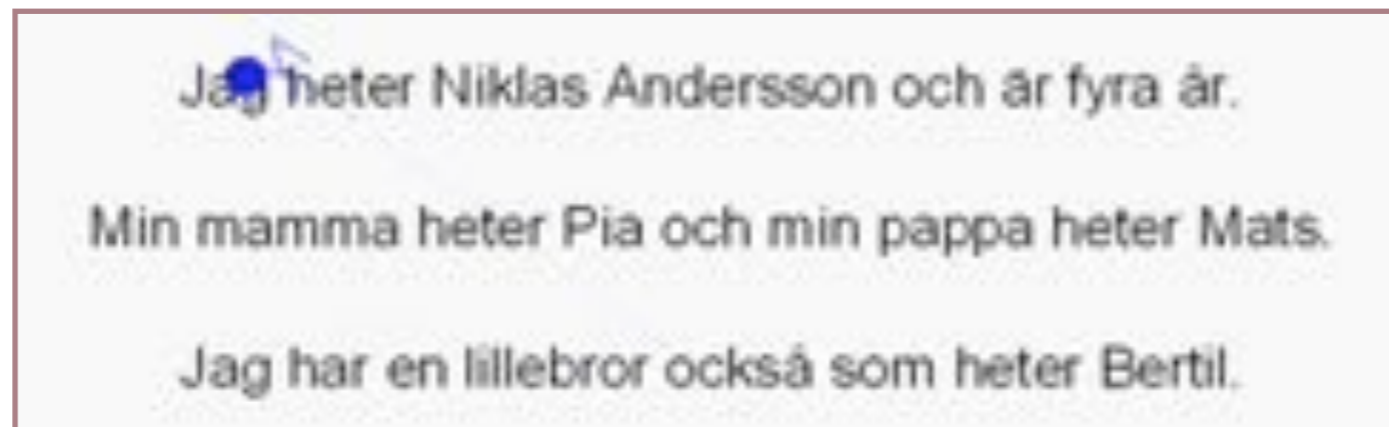 Jag heter Niklas Andersson och är fyra år.
Min mamma heter Pia och min pappa heter Mats.
Jag har en lillebror också som heter Bertil.